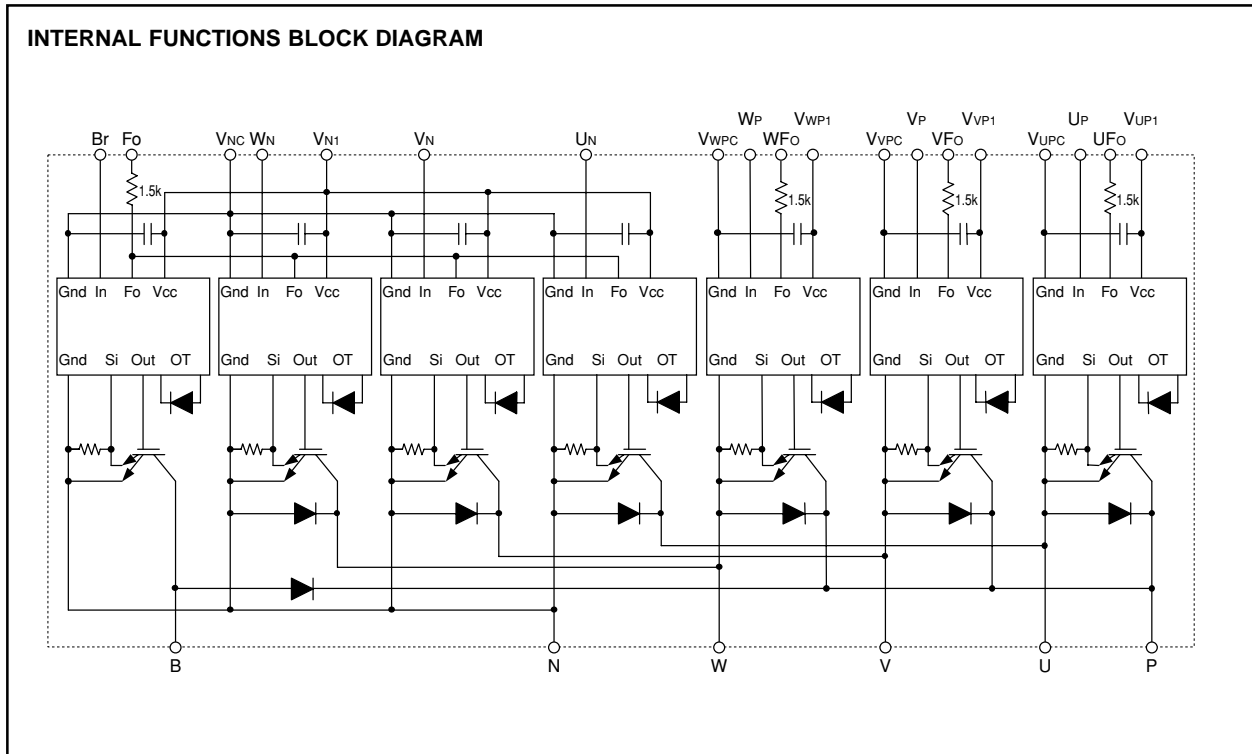 INTERNAL FUNCTIONS BLOCK DIAGRAM
WP VWP1 VP VVP1 UP VUP1
Br Fo VNC WN VN1 VN UN VWPC WFO VVPC VFO VUPC UFO
1.5k 1.5k 1.5k 1.5k
Gnd In Fo Vcc Gnd In Fo Vcc Gnd In Fo Vcc Gnd In Fo Vcc Gnd In Fo Vcc Gnd In Fo Vcc Gnd In Fo Vcc
Gnd Si Out OT Gnd Si Out OT Gnd Si Out OT Gnd Si Out OT Gnd Si Out OT Gnd Si Out OT Gnd Si Out OT
B N W V U P